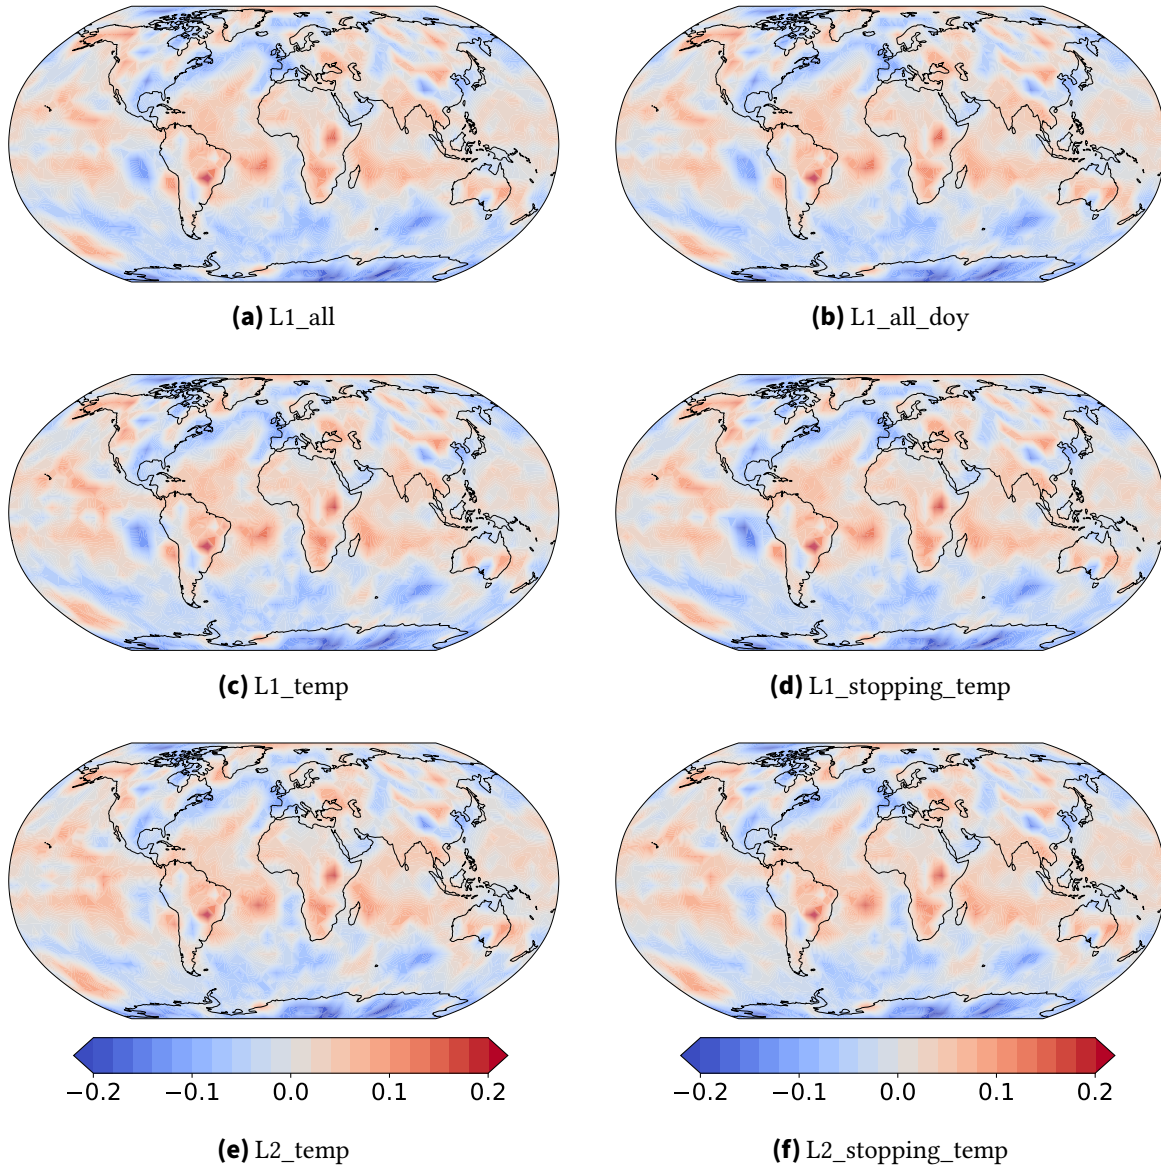 (a) L1_all
(b) L1_all_doy
(c) L1_temp
(d) L1_stopping_temp
−0.2 −0.1 0.0 0.1 0.2
−0.2 −0.1 0.0 0.1 0.2
(e) L2_temp
(f) L2_stopping_temp